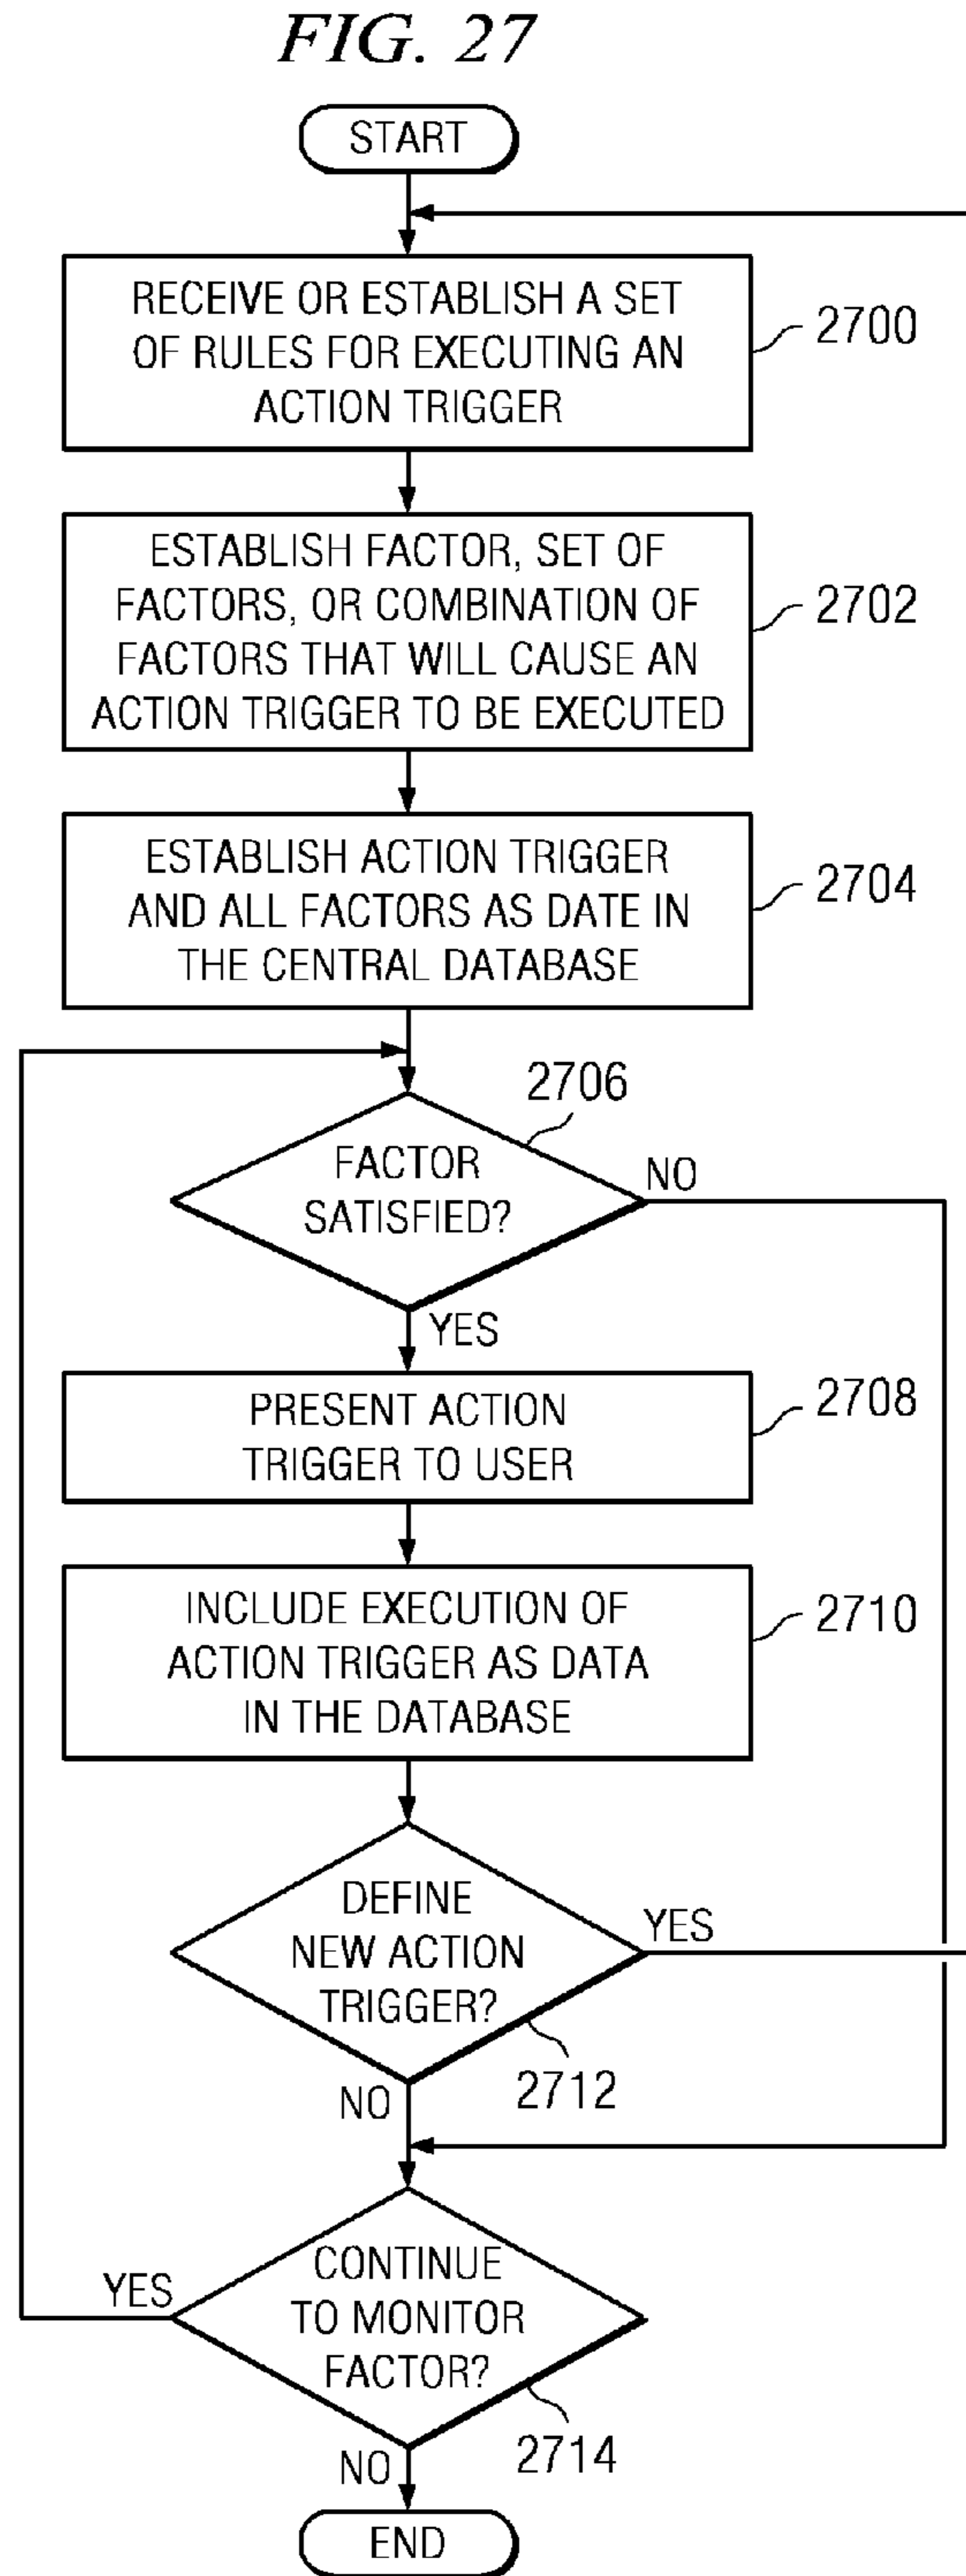 FIG. 27
START
RECEIVE OR ESTABLISH A SET
OF RULES FOR EXECUTING AN
ACTION TRIGGER
2700
ESTABLISH FACTOR, SET OF
FACTORS, OR COMBINATION OF
FACTORS THAT WILL CAUSE AN
ACTION TRIGGER TO BE EXECUTED
2702
ESTABLISH ACTION TRIGGER
AND ALL FACTORS AS DATE IN
THE CENTRAL DATABASE
2704
2706
FACTOR
SATISFIED?
NO
YES
PRESENT ACTION
TRIGGER TO USER
2708
INCLUDE EXECUTION OF
ACTION TRIGGER AS DATA
IN THE DATABASE
2710
DEFINE
NEW ACTION
TRIGGER?
YES
2712
NO
CONTINUE
TO MONITOR
FACTOR?
YES
2714
NO
END